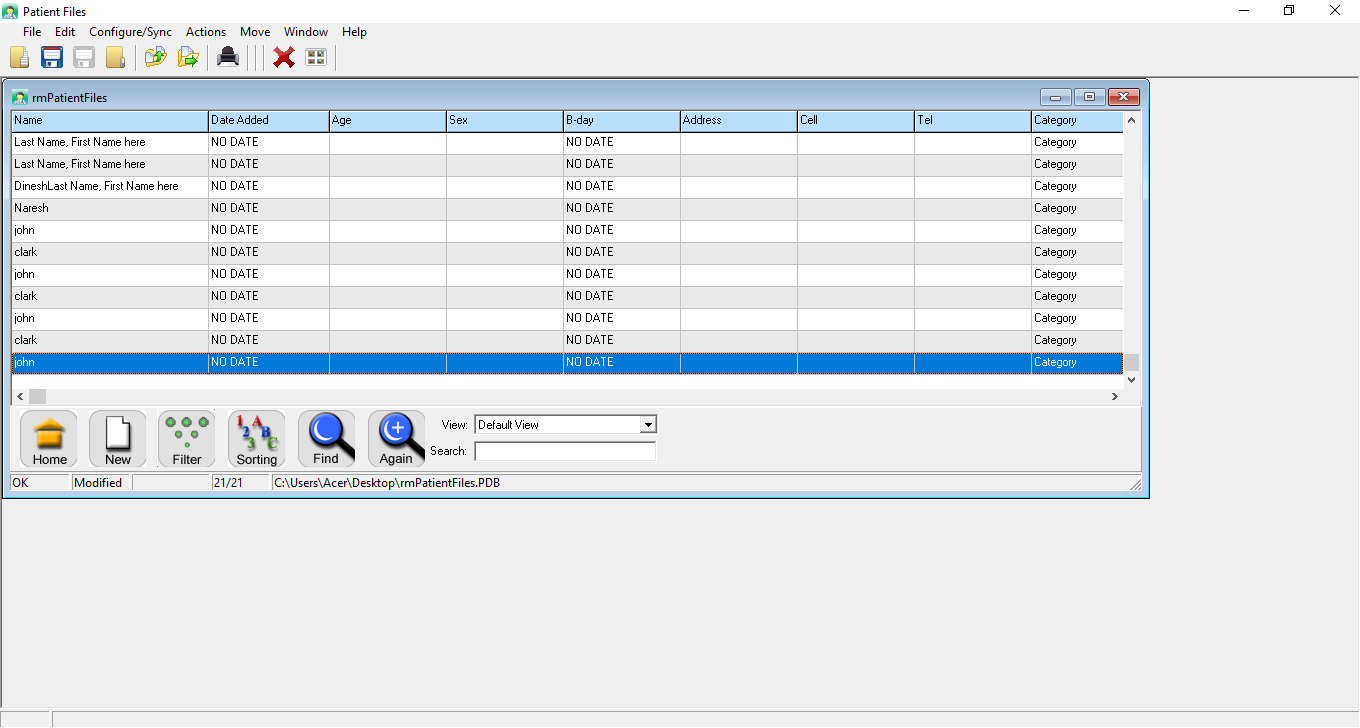 Patient Files
File Edit Configure/Sync Actions Move Window Help
rmPatientFiles
Name Date Added Age Sex B-day Address Cell Tel Category
Last Name, First Name here NO DATE NO DATE Category
Last Name, First Name here NO DATE NO DATE Category
DineshLast Name, First Name here NO DATE NO DATE Category
Naresh NO DATE NO DATE Category
john NO DATE NO DATE Category
clark NO DATE NO DATE Category
john NO DATE NO DATE Category
clark NO DATE NO DATE Category
john NO DATE NO DATE Category
clark NO DATE NO DATE Category
john NO DATE NO DATE Category
Home New Filter Sorting Find Again
View: Default View
Search:
OK Modified 21/21 C:\Users\Acer\Desktop\rmPatientFiles.PDB